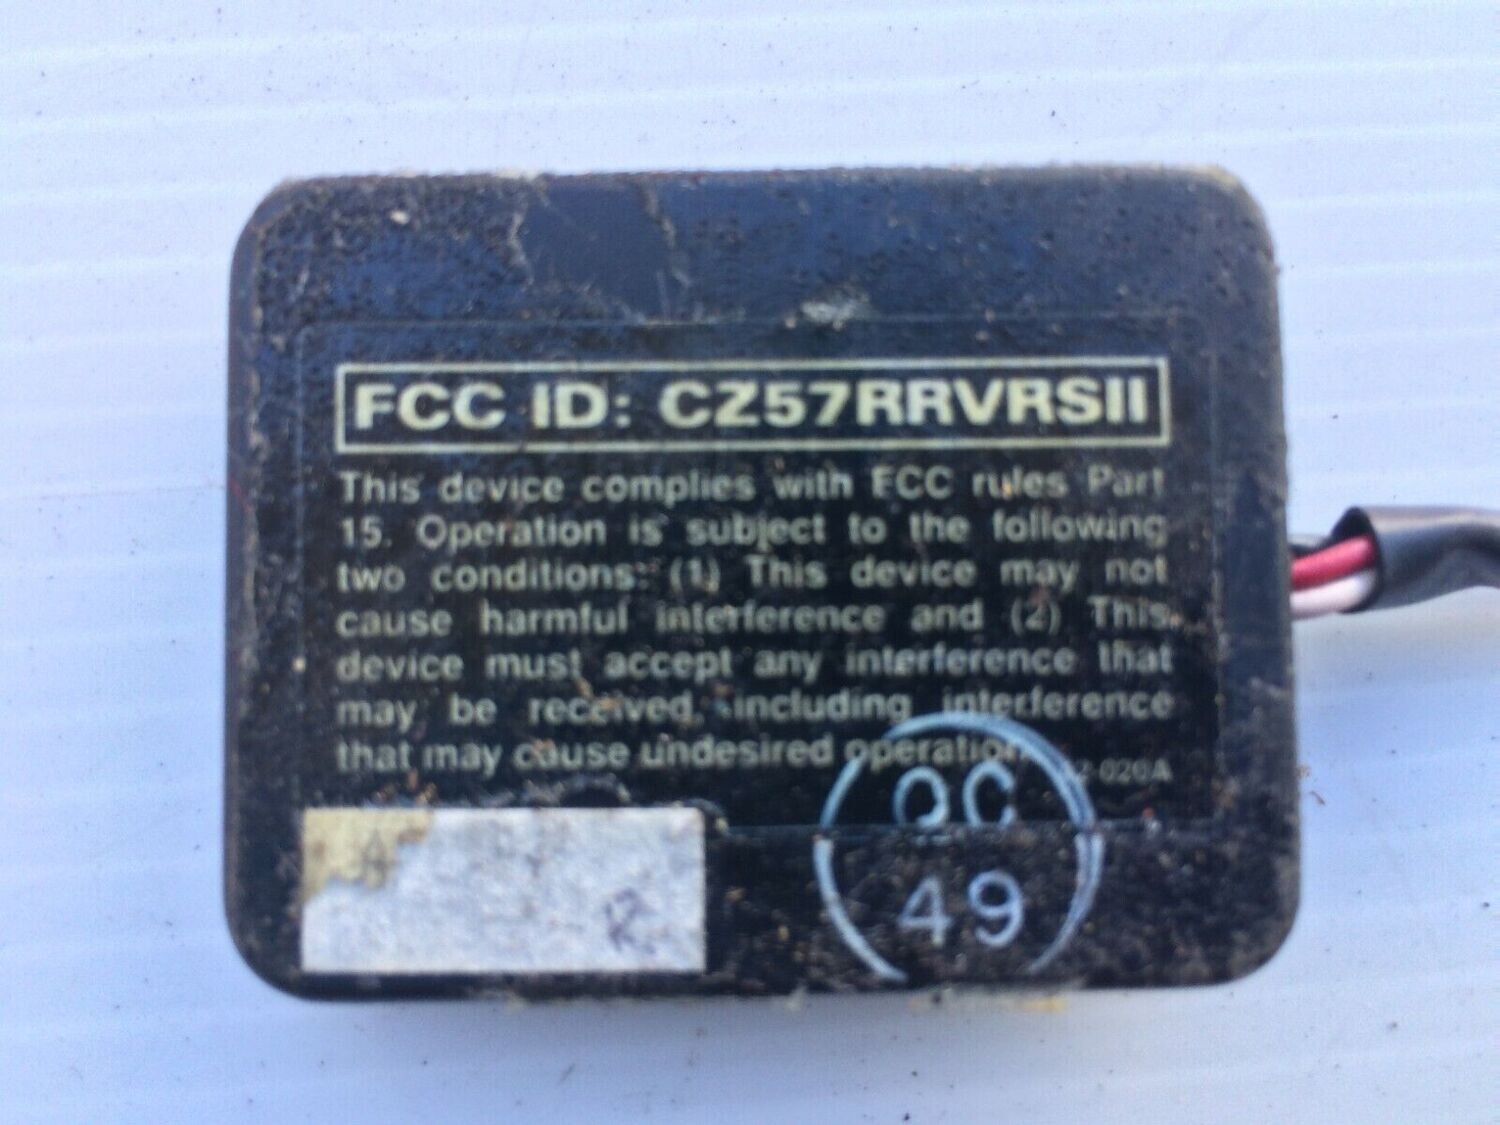 FCC ID: CZ57RRVRSII
This device complies with FCC rules Part
15. Operation is subject to the following
two conditions: (1) This device may not
cause harmful interference and (2) This
device must accept any interference that
may be received, including interference
that may cause undesired operation.
QC
49
R